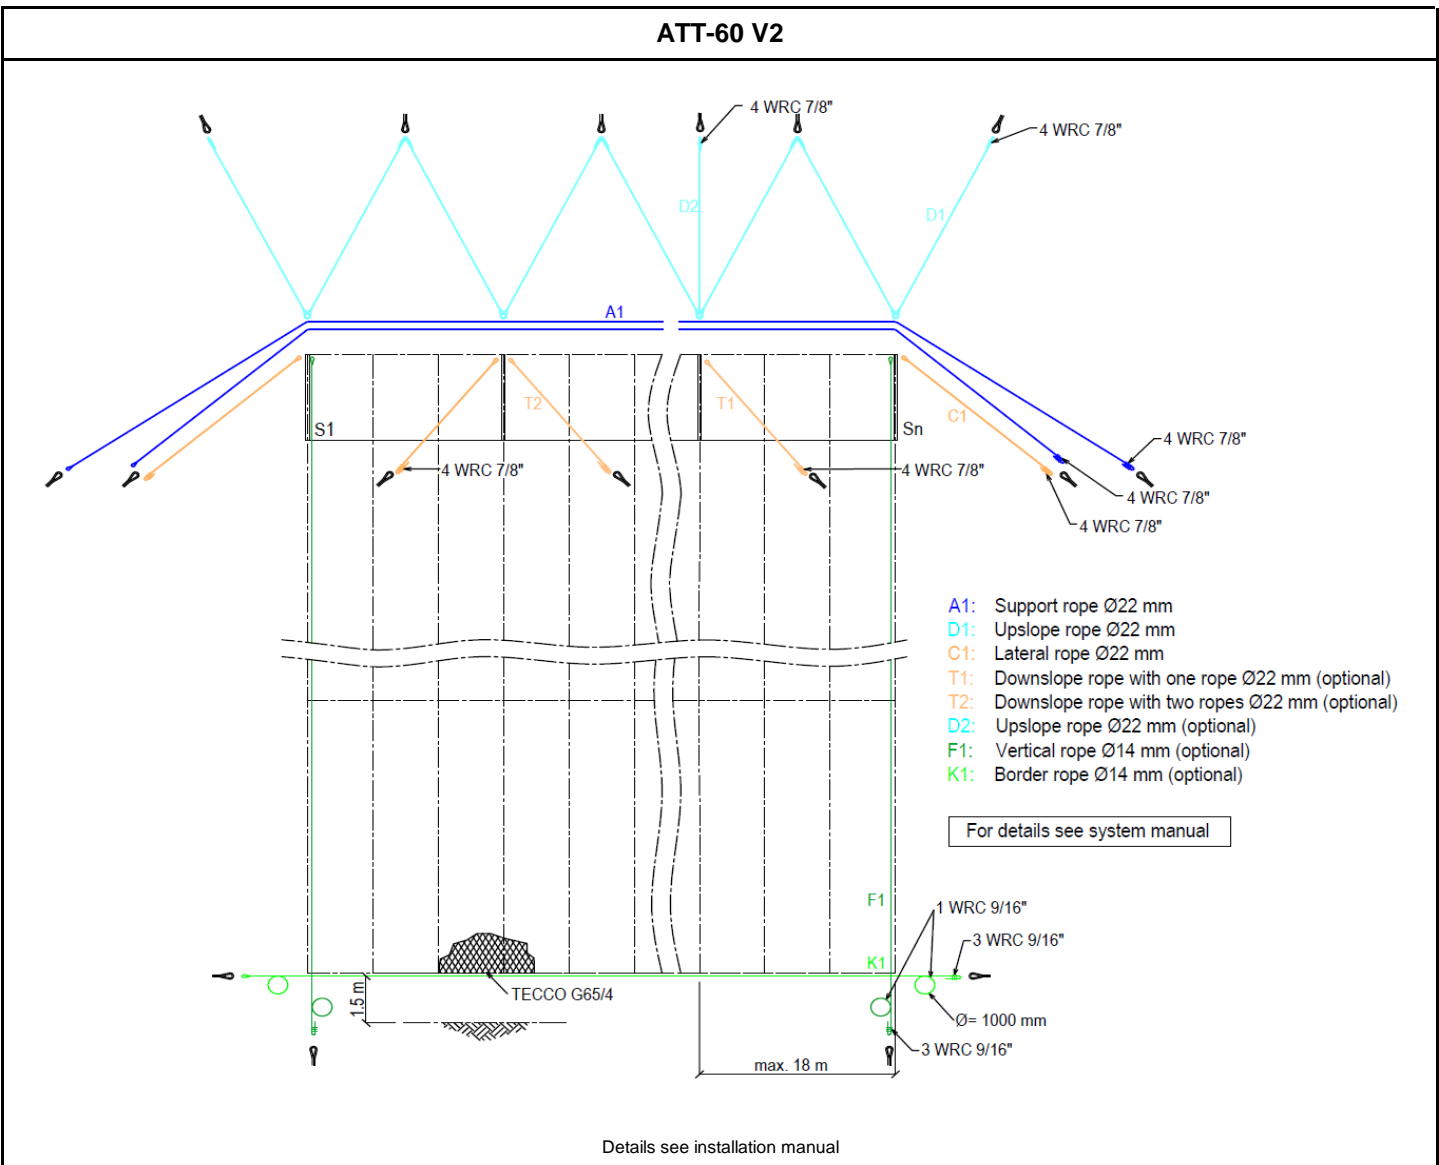 ATT-60 V2
4 WRC 7/8"
4 WRC 7/8"
D2
D1
A1
T2
T1
C1
S1
Sn
4 WRC 7/8"
4 WRC 7/8"
4 WRC 7/8"
4 WRC 7/8"
4 WRC 7/8"
A1: Support rope Ø22 mm
D1: Upslope rope Ø22 mm
C1: Lateral rope Ø22 mm
T1: Downslope rope with one rope Ø22 mm (optional)
T2: Downslope rope with two ropes Ø22 mm (optional)
D2: Upslope rope Ø22 mm (optional)
F1: Vertical rope Ø14 mm (optional)
K1: Border rope Ø14 mm (optional)
For details see system manual
F1
1 WRC 9/16"
3 WRC 9/16"
K1
TECCO G65/4
1.5 m
Ø= 1000 mm
3 WRC 9/16"
max. 18 m
Details see installation manual